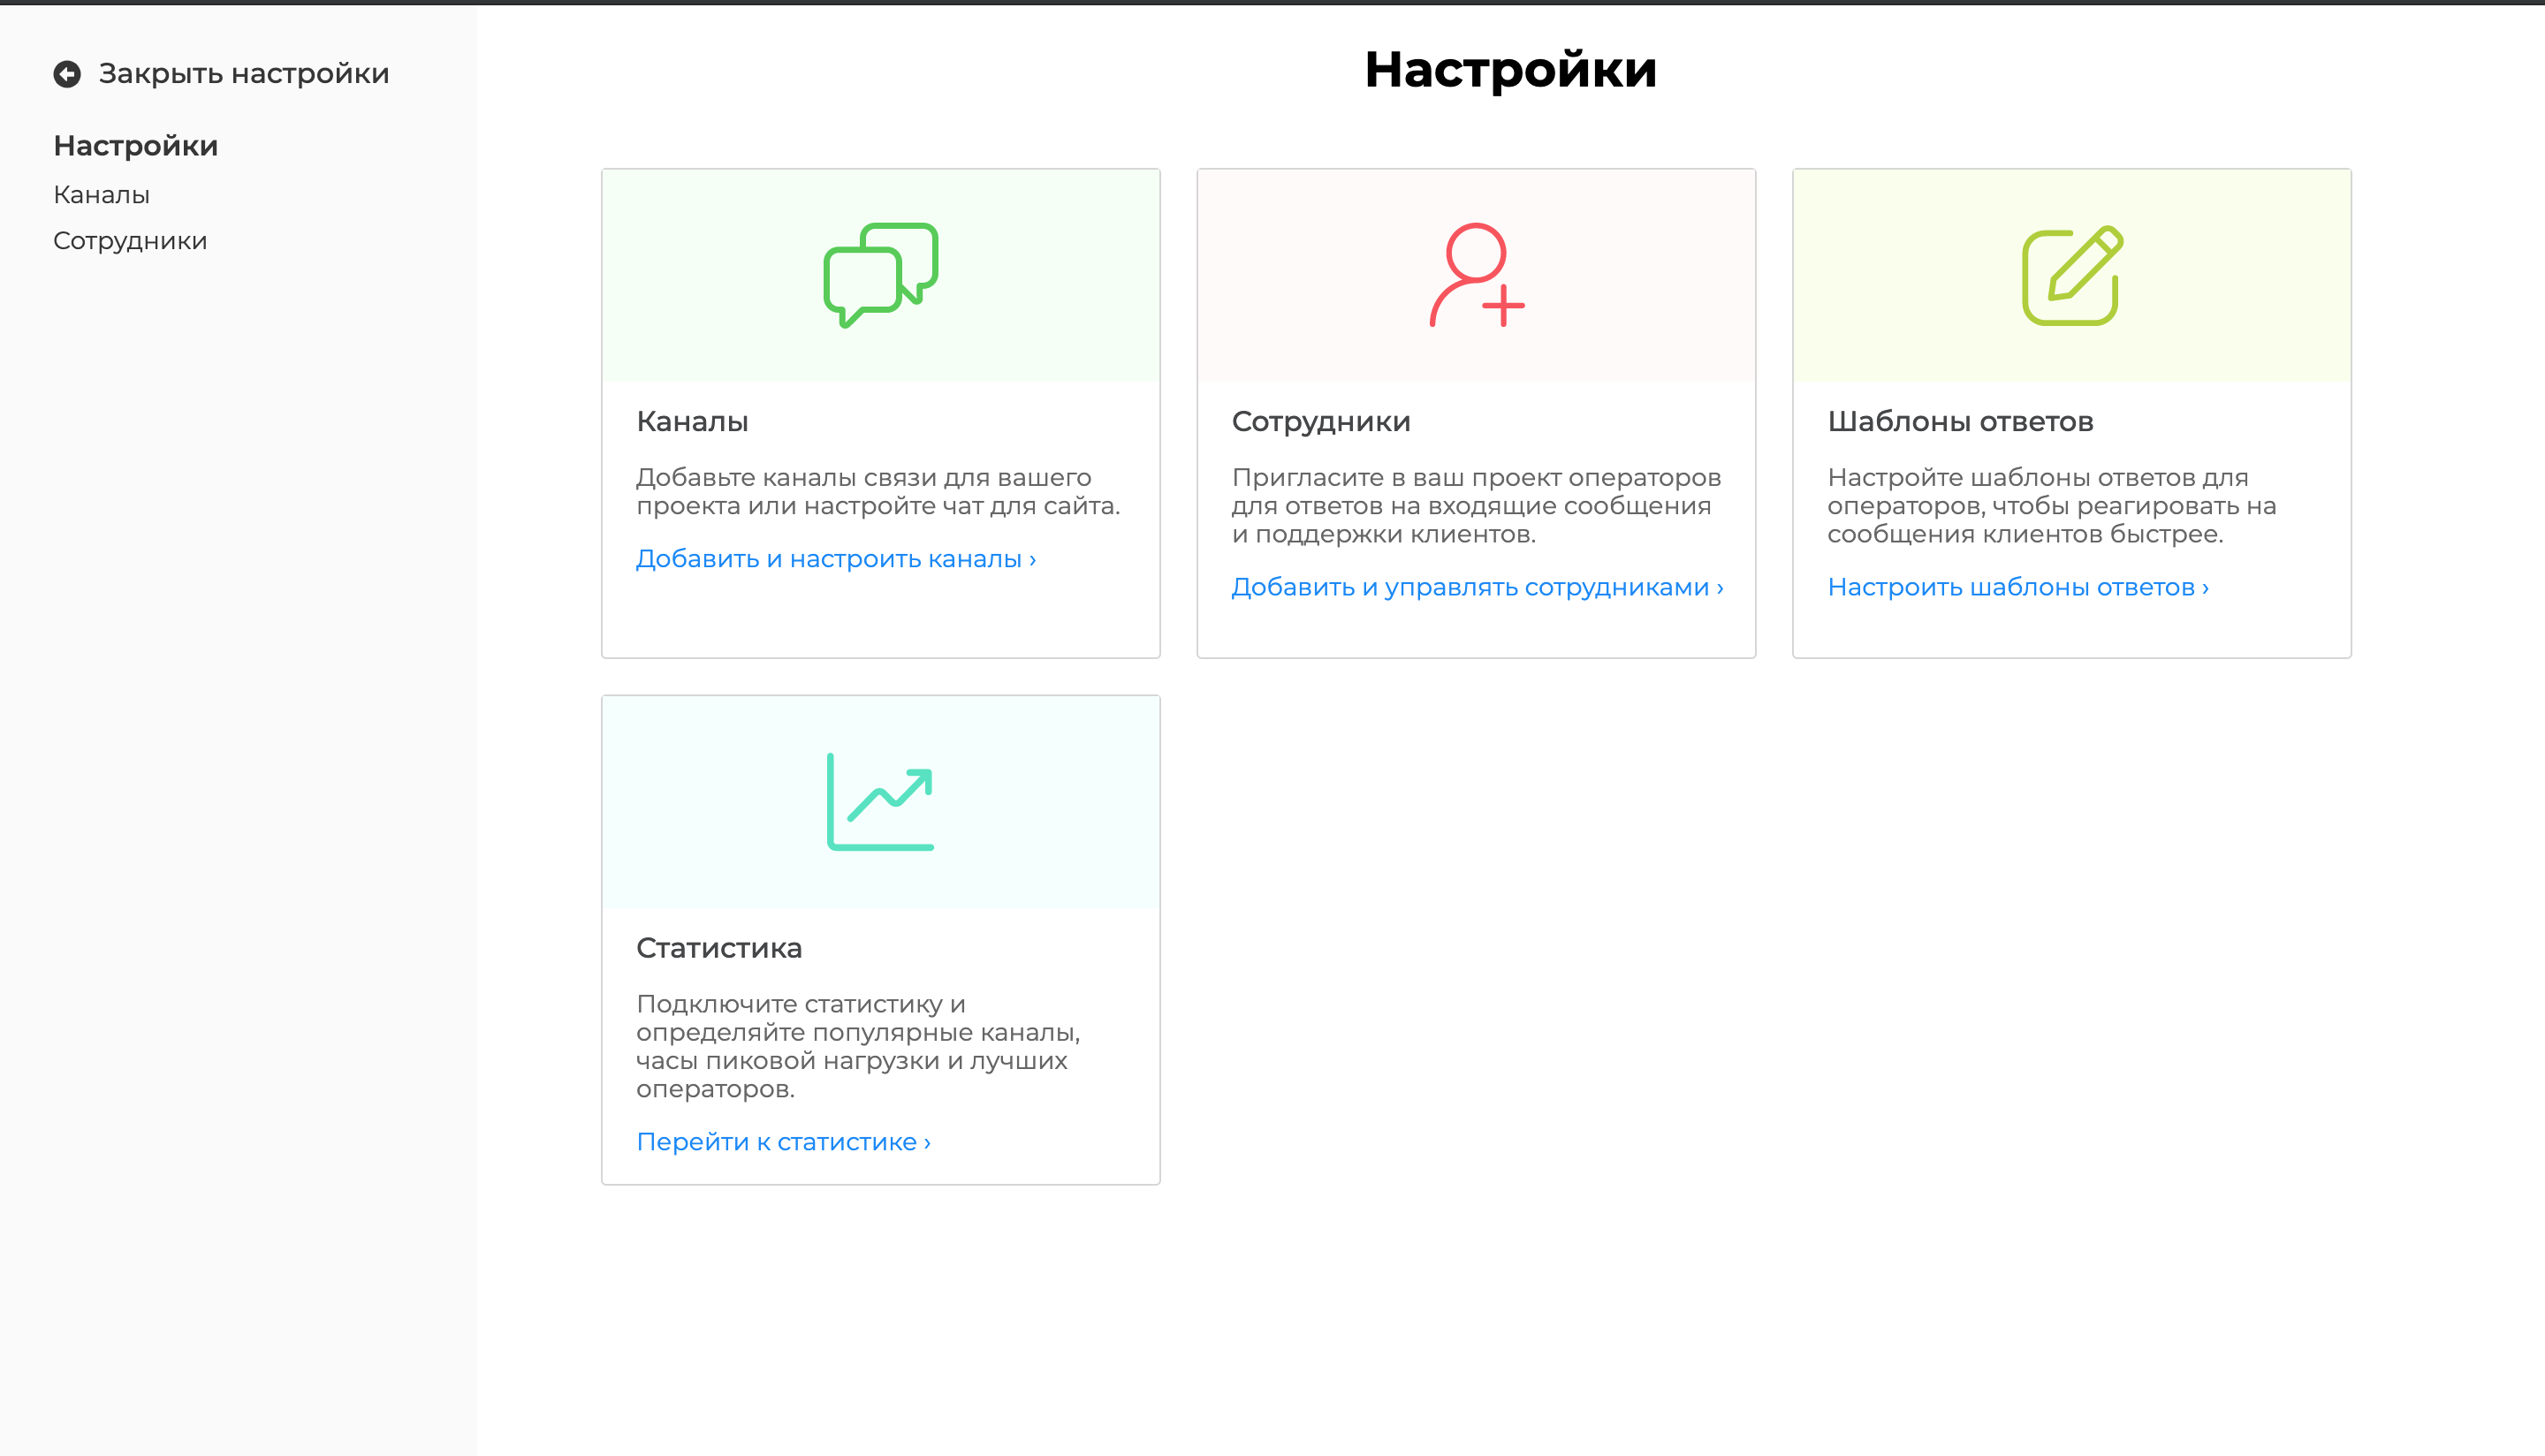 Закрыть настройки
Настройки
Каналы
Сотрудники
Настройки
Каналы
Добавьте каналы связи для вашего
проекта или настройте чат для сайта.
Добавить и настроить каналы ›
Сотрудники
Пригласите в ваш проект операторов
для ответов на входящие сообщения
и поддержки клиентов.
Добавить и управлять сотрудниками ›
Шаблоны ответов
Настройте шаблоны ответов для
операторов, чтобы реагировать на
сообщения клиентов быстрее.
Настроить шаблоны ответов ›
Статистика
Подключите статистику и
определяйте популярные каналы,
часы пиковой нагрузки и лучших
операторов.
Перейти к статистике ›